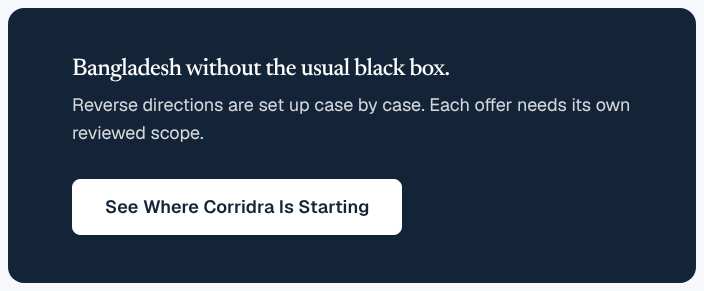 Bangladesh without the usual black box.
Reverse directions are set up case by case. Each offer needs its own
reviewed scope.
See Where Corridra Is Starting